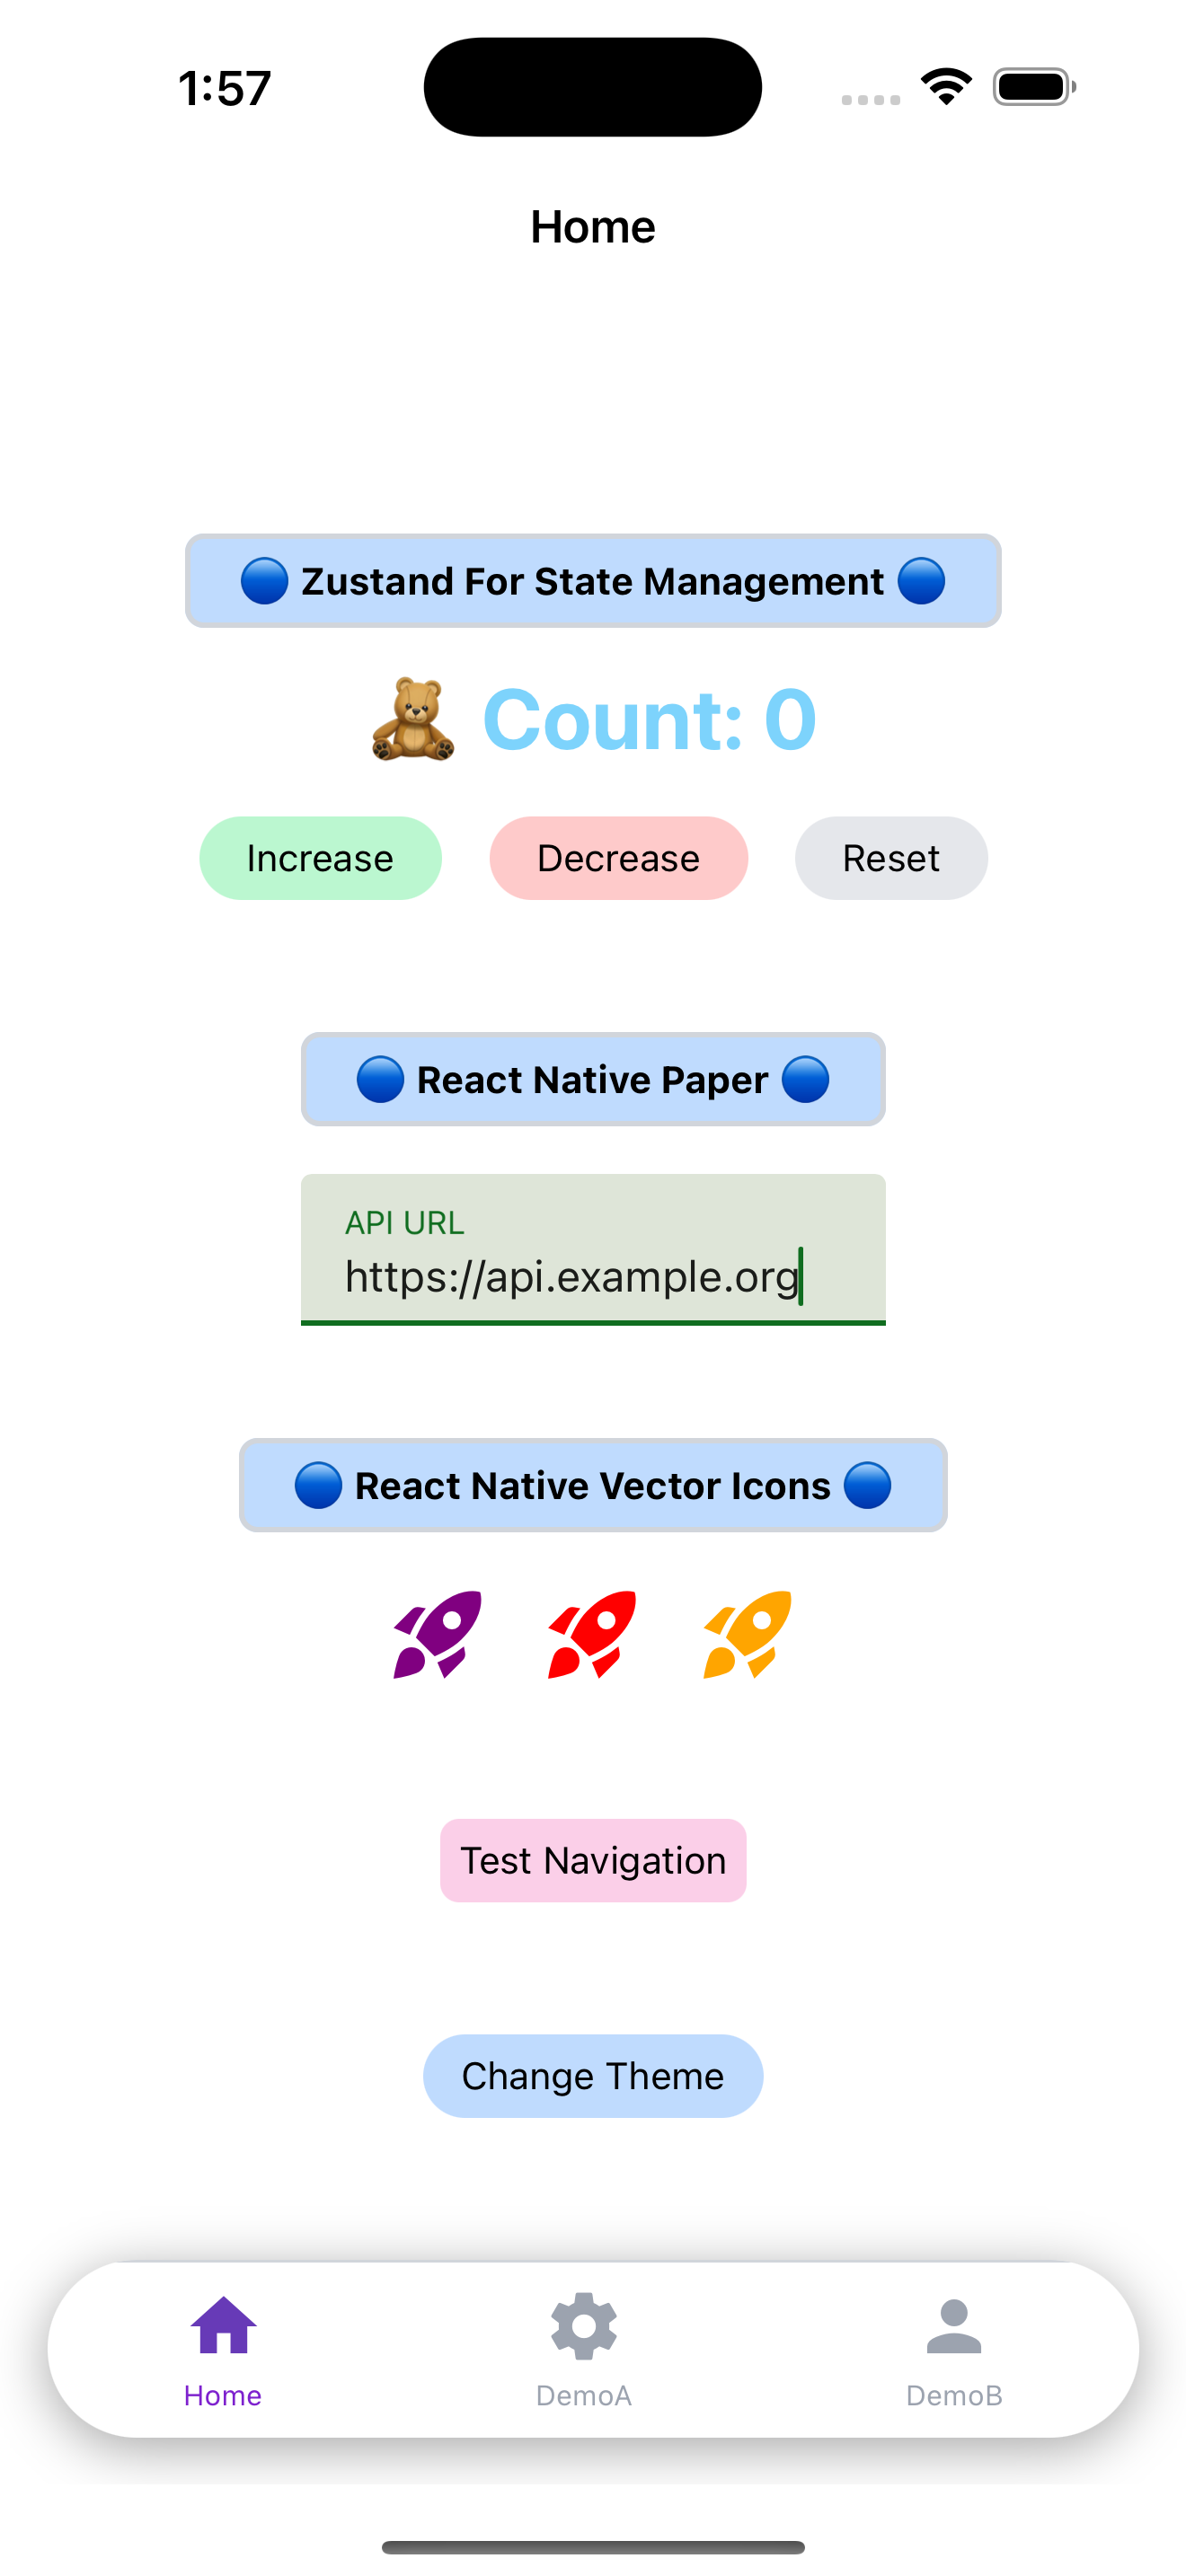 1:57
Home
🔵 Zustand For State Management 🔵
🧸 Count: 0
Increase Decrease Reset
🔵 React Native Paper 🔵
API URL
https://api.example.org
🔵 React Native Vector Icons 🔵
Test Navigation
Change Theme
Home DemoA DemoB